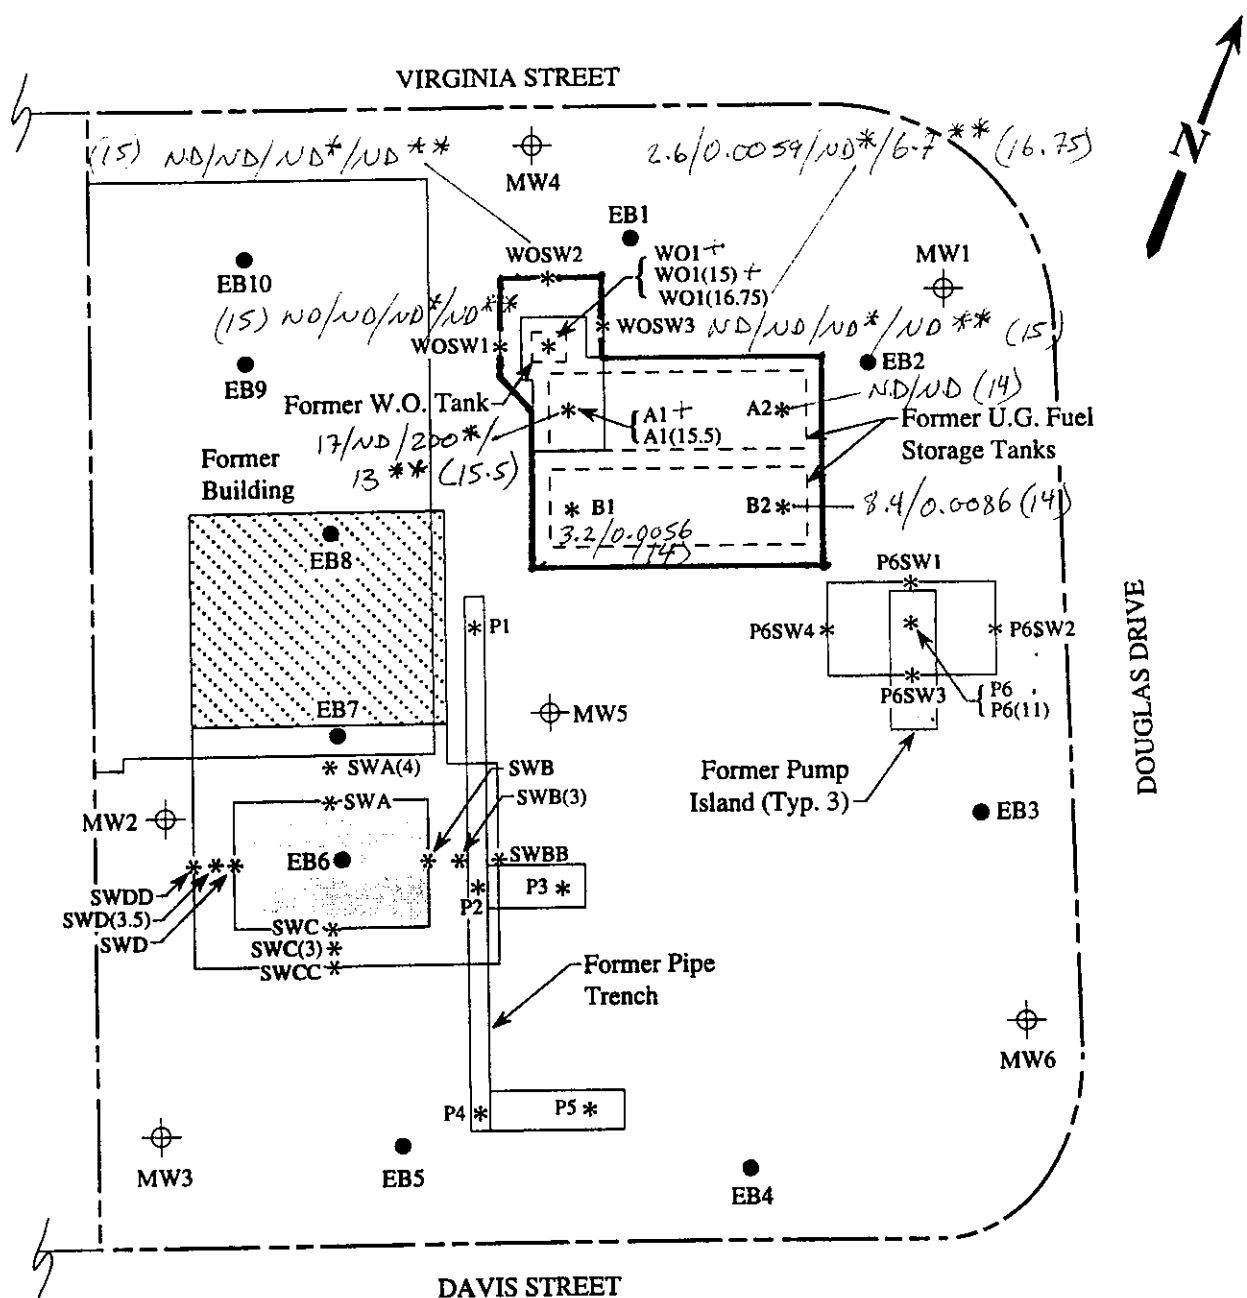 VIRGINIA STREET
N
(15) ND/ND/ND*/ND**
MW4
2.6/0.0059/ND*/6.7** (16.75)
EB1
WOSW2
WO1+
WO1(15)+
WO1(16.75)
MW1
EB10
(15) ND/ND/ND*/ND**
WOSW3
ND/ND/ND*/ND** (15)
WOSW1
EB2
EB9
ND/ND (14)
Former W.O. Tank
A1+
A1(15.5)
A2
Former U.G. Fuel
Storage Tanks
17/ND/200*/
13** (15.5)
Former
Building
B1
3.2/0.0056
(14)
B2
8.4/0.0086 (14)
EB8
P6SW1
P1
P6SW4
P6SW2
P6SW3
P6
P6(11)
DOUGLAS DRIVE
EB7
MW5
SWA(4)
SWB
SWB(3)
Former Pump
Island (Typ. 3)
SWA
MW2
EB3
EB6
SWBB
SWDD
SWD(3.5)
SWD
P2
P3
SWC
SWC(3)
SWCC
Former Pipe
Trench
MW6
P4
P5
MW3
EB5
EB4
DAVIS STREET